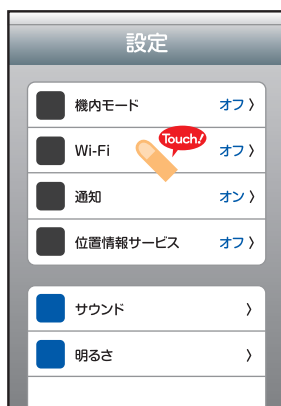 設定
機内モード オフ 〉
Touch!
Wi-Fi オフ 〉
通知 オン 〉
位置情報サービス オフ 〉
サウンド 〉
明るさ 〉